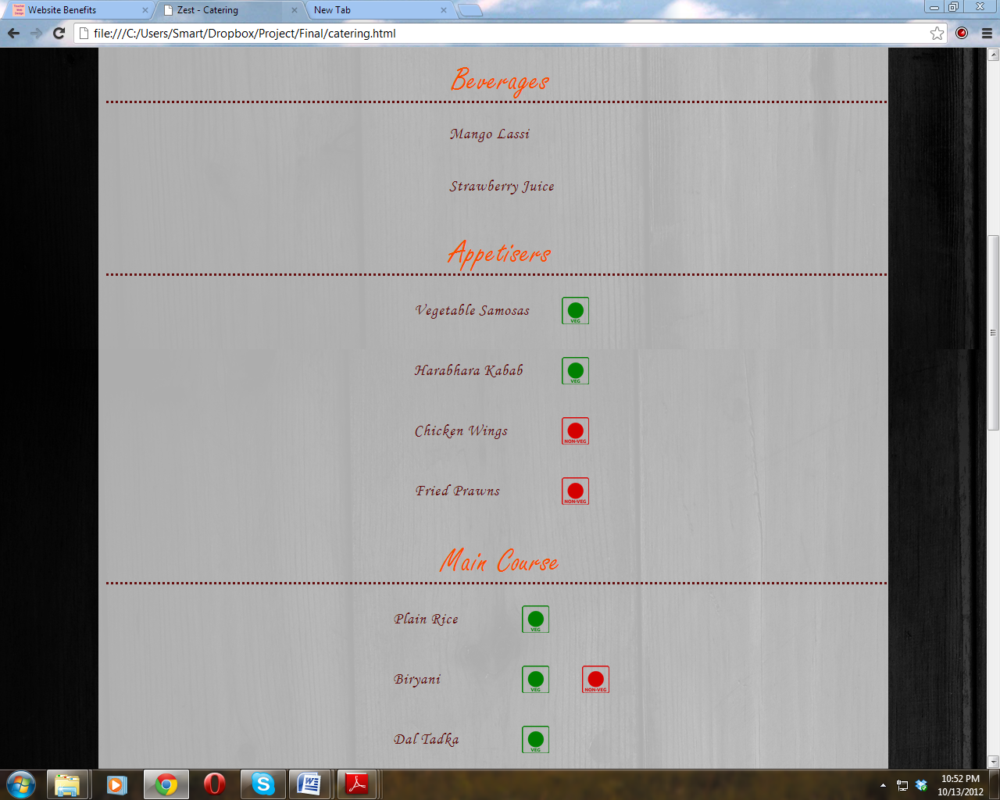 Website Benefits
Zest - Catering
New Tab
file:///C:/Users/Smart/Dropbox/Project/Final/catering.html
Beverages
Mango Lassi
Strawberry Juice
Appetisers
Vegetable Samosas VEG
Harabhara Kabab VEG
Chicken Wings NON-VEG
Fried Prawns NON-VEG
Main Course
Plain Rice VEG
Biryani VEG NON-VEG
Dal Tadka VEG
10:52 PM
10/13/2012